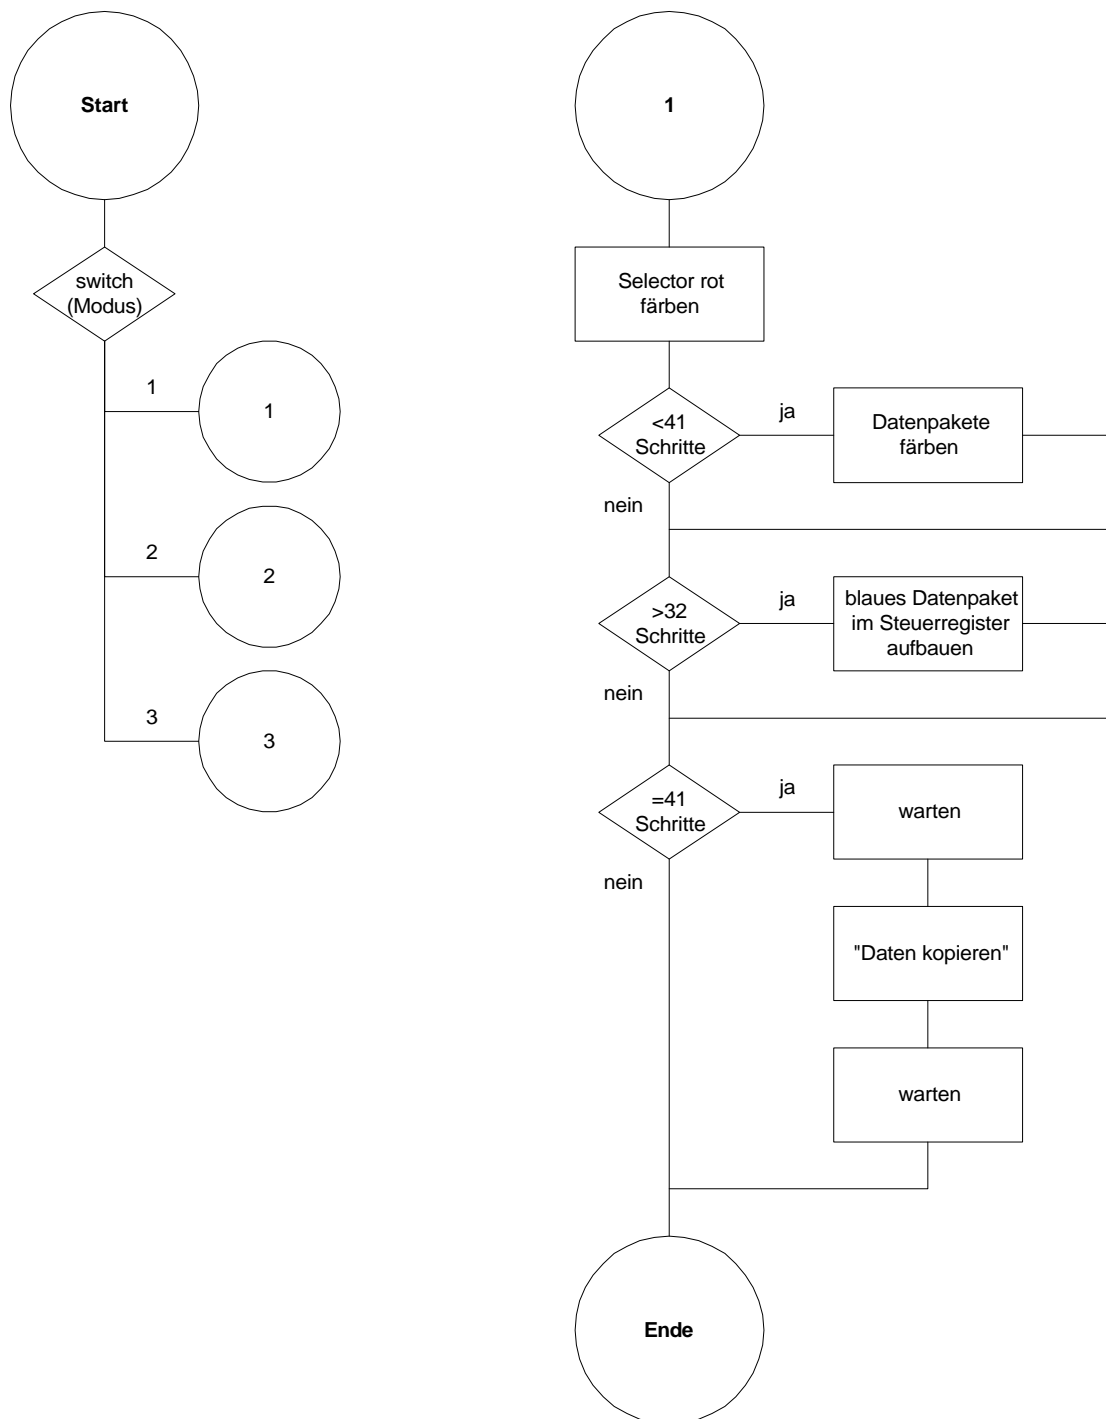 Start
switch
(Modus)
1
1
2
2
3
3
1
Selector rot
färben
<41
Schritte
ja
Datenpakete
färben
nein
>32
Schritte
ja
blaues Datenpaket
im Steuerregister
aufbauen
nein
=41
Schritte
ja
warten
nein
"Daten kopieren"
warten
Ende